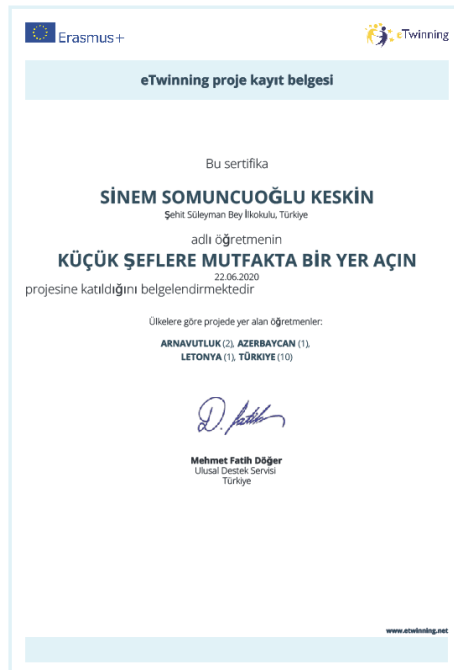 Erasmus+
eTwinning
eTwinning proje kayıt belgesi
Bu sertifika
SİNEM SOMUNCUOĞLU KESKİN
Şehit Süleyman Bey İlkokulu, Türkiye
adlı öğretmenin
KÜÇÜK ŞEFLERE MUTFAKTA BİR YER AÇIN
22.06.2020
projesine katıldığını belgelendirmektedir
Ülkelere göre projede yer alan öğretmenler:
ARNAVUTLUK (2), AZERBAYCAN (1),
LETONYA (1), TÜRKİYE (10)
D. fatih
Mehmet Fatih Döğer
Ulusal Destek Servisi
Türkiye
www.etwinning.net